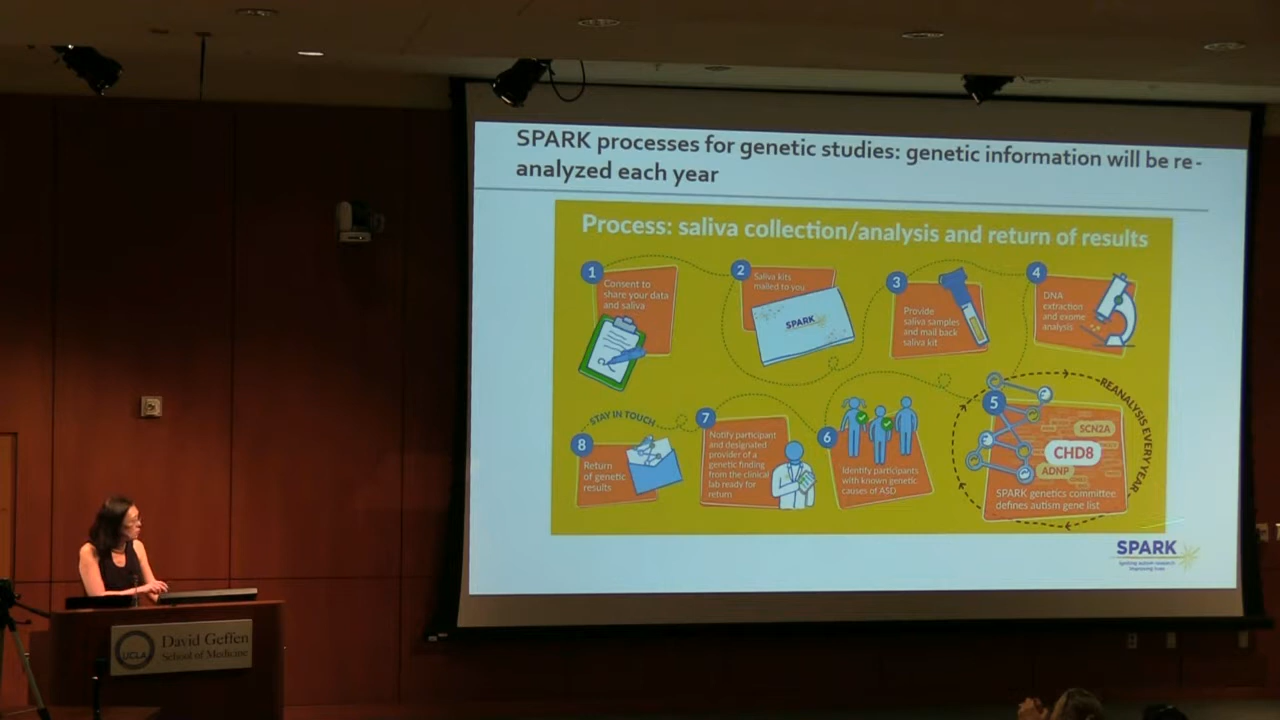 SPARK processes for genetic studies: genetic information will be re-
analyzed each year
Process: saliva collection/analysis and return of results
1
Consent to
share your data
and saliva
2
Saliva kits
mailed to you
SPARK
3
Provide
saliva samples
and mail back
saliva kit
4
DNA
extraction
and exome
analysis
5
REANALYSIS EVERY YEAR
SCN2A
CHD8
ADNP
SPARK genetics committee
defines autism gene list
6
Identify participants
with known genetic
causes of ASD
7
Notify participant
and designated
provider of a
genetic finding
from the clinical
lab ready for
return
STAY IN TOUCH
8
Return
of genetic
results
SPARK
Igniting autism research
Improving lives
UCLA
David Geffen
School of Medicine